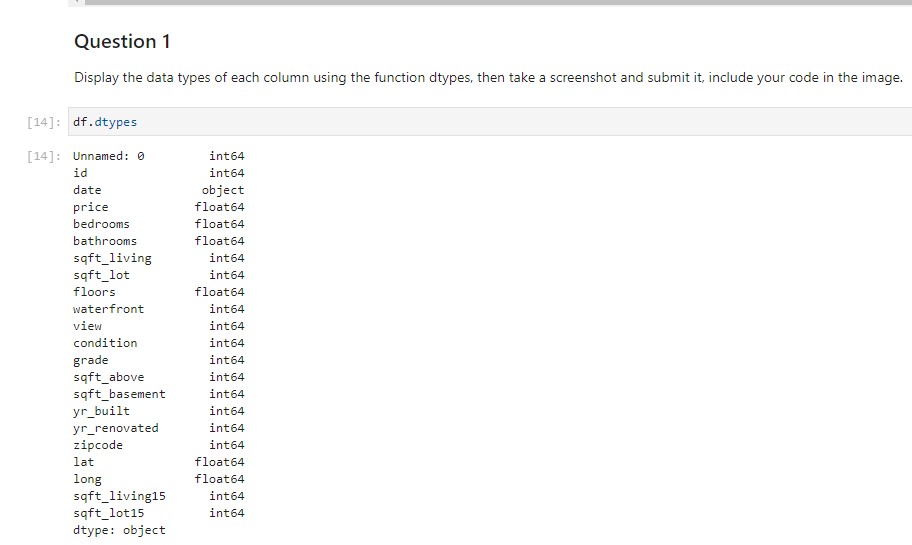 Question 1
Display the data types of each column using the function dtypes, then take a screenshot and submit it, include your code in the image.
[14]: df.dtypes
[14]: Unnamed: 0 int64
id int64
date object
price float64
bedrooms float64
bathrooms float64
sqft_living int64
sqft_lot int64
floors float64
waterfront int64
view int64
condition int64
grade int64
sqft_above int64
sqft_basement int64
yr_built int64
yr_renovated int64
zipcode int64
lat float64
long float64
sqft_living15 int64
sqft_lot15 int64
dtype: object